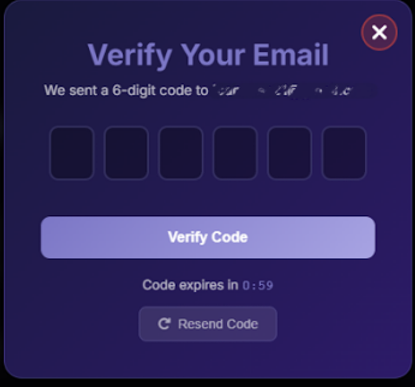 Verify Your Email
We sent a 6-digit code to
Verify Code
Code expires in 0:59
Resend Code